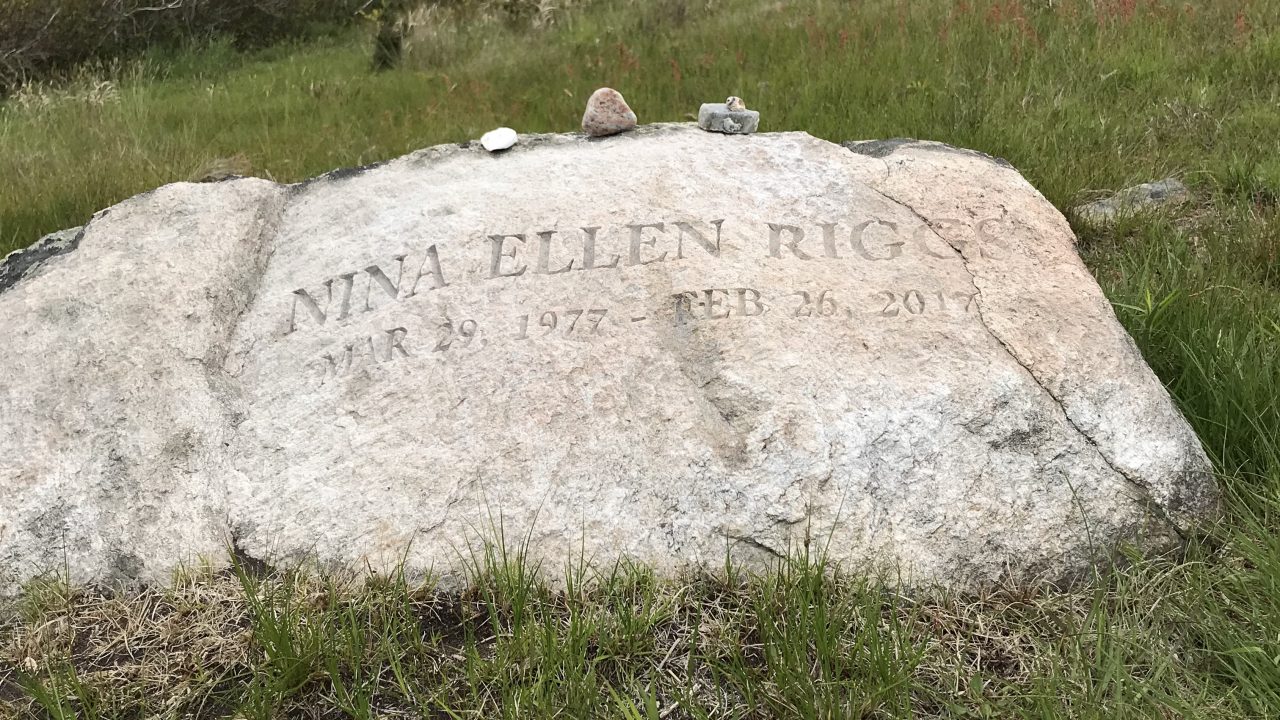 NINA ELLEN RIGGS
MAR 29, 1977 - FEB 26, 2017